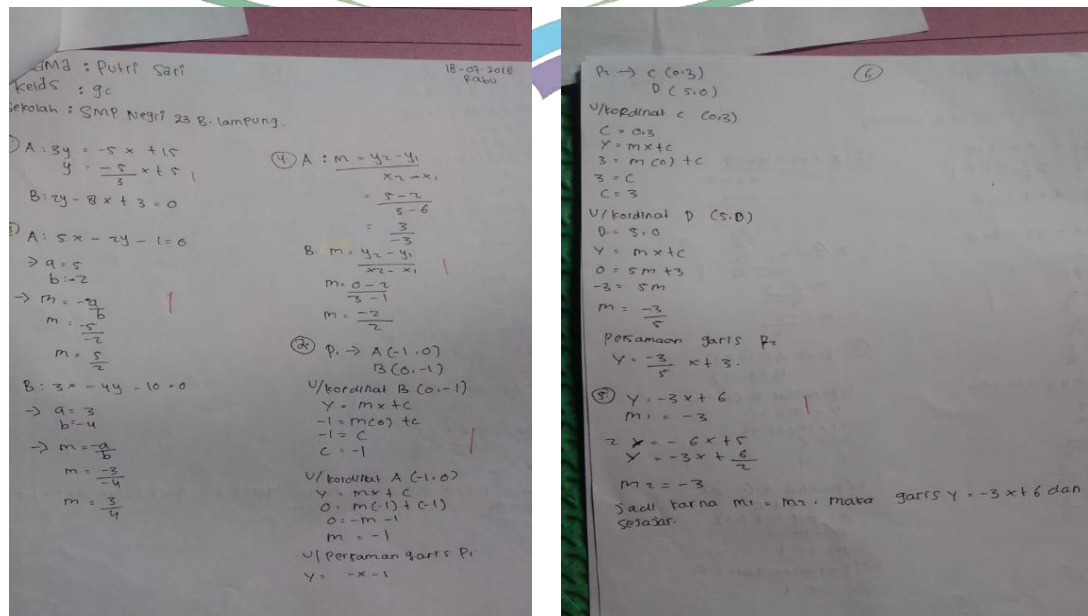 Nama : Putri Sari
Kelas : 9c
Sekolah : SMP Negri 23 B. lampung.
18-07-2018
Rabu
A : 3y = -5x + 15
y = -5/3 x + 5
B : 2y - 8x + 3 = 0
A : 5x - 2y - 1 = 0
→ a = 5
b : -2
→ m = -a/b
m = -5/-2
m = 5/2
B : 3x - 4y - 10 = 0
→ a = 3
b = -4
→ m = -a/b
m = -3/-4
m = 3/4
4 A : m = y2 - y1 / x2 - x1
= 5-2 / 3-6
= 3/-3
B. m = y2 - y1 / x2 - x1
m = 0-2 / 3-1
m = -2/2
2. P1 → A (-1.0)
B (0.-1)
U/kordinat B (0.-1)
y = mx + c
-1 = m(0) + c
-1 = c
c = -1
U/kordinat A (-1.0)
y = mx + c
0 = m(-1) + (-1)
0 = -m - 1
m = -1
U/persaman garis P1
y = -x - 1
P2 → C (0.3)
D (5.0)
6
U/kordinat C (0.3)
C = 0.3
y = mx + c
3 = m(0) + c
3 = c
c = 3
U/kordinat D (5.0)
D = 5.0
y = mx + c
0 = 5m + 3
-3 = 5m
m = -3/5
persamaan garis P2
y = -3/5 x + 3.
5. y = -3x + 6
m1 = -3
2 y = -6x + 5
y = -3x + 6/2
m2 = -3
jadi karna m1 = m2, maka garis y = -3x + 6 dan
sejajar.